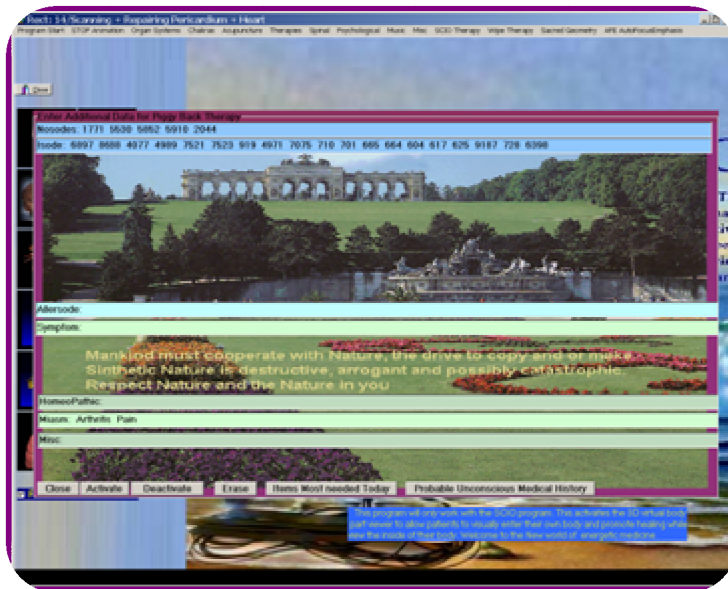 Rect: 14/Scanning + Repairing Pericardium + Heart
Program Start STOP Animation Organ Systems Chakras Acupuncture Therapies Spinal Psychological Music Misc SCIO Therapy Wipe Therapy Sacred Geometry APE AutoFocusEmphasis
Close
Enter Additional Data for Piggy Back Therapy
Nosodes: 1771 5530 5852 5910 2044
Isode: 6897 8688 4077 4989 7521 7523 919 4971 7075 710 701 665 664 604 617 625 9187 728 6398
Allersode:
Symptom:
Mankind must cooperate with Nature, the drive to copy and or make
Sinthetic Nature is destructive, arrogant and possibly catastrophic.
Respect Nature and the Nature in you
HomeoPathic:
Miasm: Arthritis Pain
Misc:
Close Activate Deactivate Erase Items Most needed Today Probable Unconscious Medical History
This program will only work with the SCIO program. This activates the 3D virtual body
part viewer to allow patients to visually enter their own body and promote healing while
view the inside of their body. Welcome to the New world of energetic medicine